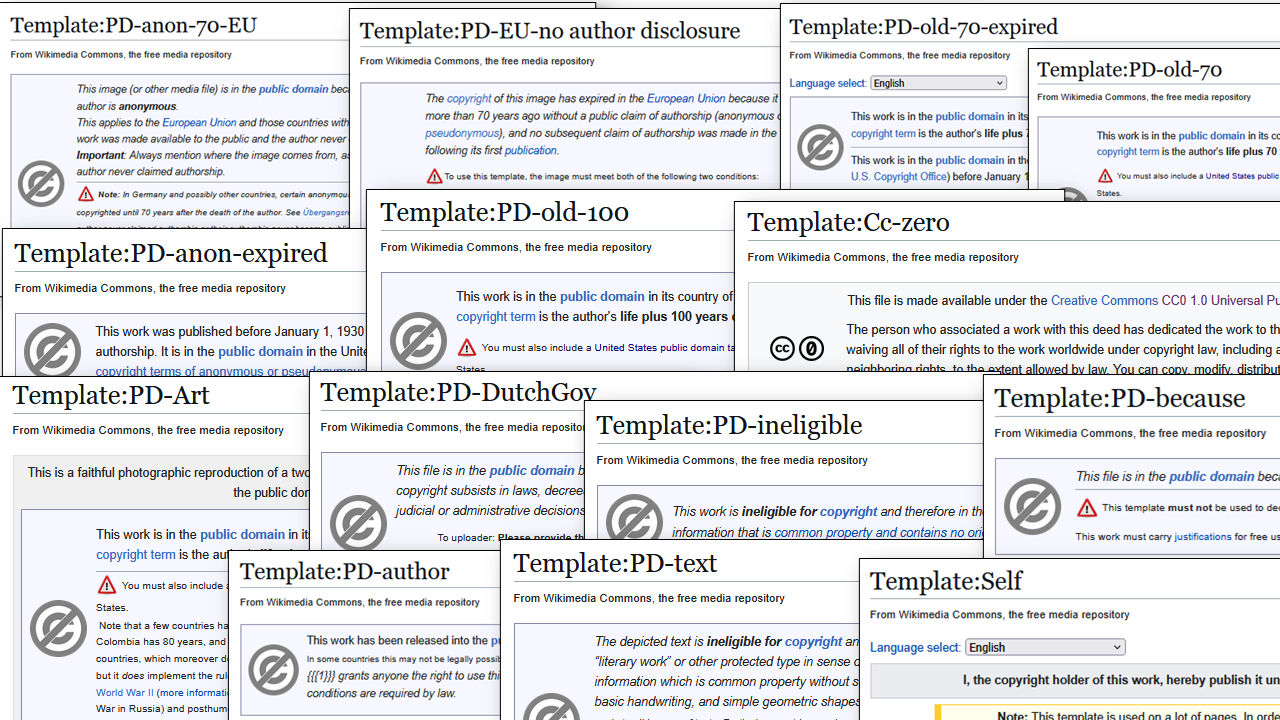 Template:PD-anon-70-EU
From Wikimedia Commons, the free media repository
This image (or other media file) is in the public domain
author is anonymous.
This applies to the European Union and those countries with
work was made available to the public and the author never
Important: Always mention where the image comes from,
author never claimed authorship.
Note: In Germany and possibly other countries, certain anonymous
copyrighted until 70 years after the death of the author. See
Template:PD-EU-no author disclosure
From Wikimedia Commons, the free media repository
The copyright of this image has expired in the European Union because it
more than 70 years ago without a public claim of authorship (anonymous
pseudonymous), and no subsequent claim of authorship was made in the
following its first publication.
To use this template, the image must meet both of the following two conditions:
Template:PD-old-70-expired
From Wikimedia Commons, the free media repository
Language select: English
This work is in the public domain in its
copyright term is the author's life plus 7
This work is in the public domain in the
U.S. Copyright Office) before January 1
Template:PD-old-70
From Wikimedia Commons, the free media repository
This work is in the public domain in its co
copyright term is the author's life plus 70
You must also include a United States public
States.
Template:PD-anon-expired
From Wikimedia Commons, the free media repository
This work was published before January 1, 1930
authorship. It is in the public domain in the Unite
copyright terms of anonymous or pseudonymous
Template:PD-old-100
From Wikimedia Commons, the free media repository
This work is in the public domain in its country of
copyright term is the author's life plus 100 years o
You must also include a United States public domain ta
States.
Template:Cc-zero
From Wikimedia Commons, the free media repository
This file is made available under the Creative Commons CC0 1.0 Universal Pu
cc 0
The person who associated a work with this deed has dedicated the work to th
waiving all of their rights to the work worldwide under copyright law, including a
neighboring rights, to the extent allowed by law. You can copy, modify, distribut
Template:PD-Art
From Wikimedia Commons, the free media repository
This is a faithful photographic reproduction of a two
the public dor
This work is in the public domain in its
copyright term is the
You must also include a
States.
Note that a few countries ha
Colombia has 80 years, and
countries, which moreover do
but it does implement the rule
World War II (more informati
War in Russia) and posthum
Template:PD-DutchGov
From Wikimedia Commons, the free media repositor
This file is in the public domain b
copyright subsists in laws, decree
judicial or administrative decisions
To uploader: Please provide th
Template:PD-ineligible
From Wikimedia Commons, the free media repository
This work is ineligible for copyright and therefore in the
information that is common property and contains no ori
Template:PD-because
From Wikimedia Commons, the free media repository
This file is in the public domain beca
This template must not be used to dec
This work must carry justifications for free us
Template:PD-author
From Wikimedia Commons, the free media repository
This work has been released into the pu
In some countries this may not be legally possib
{{{1}}} grants anyone the right to use this
conditions are required by law.
Template:PD-text
From Wikimedia Commons, the free media repository
The depicted text is ineligible for copyright an
"literary work" or other protected type in sense o
information which is common property without s
basic handwriting, and simple geometric shapes
Template:Self
From Wikimedia Commons, the free media repository
Language select: English
I, the copyright holder of this work, hereby publish it un
Note: This template is used on a lot of pages. In orde